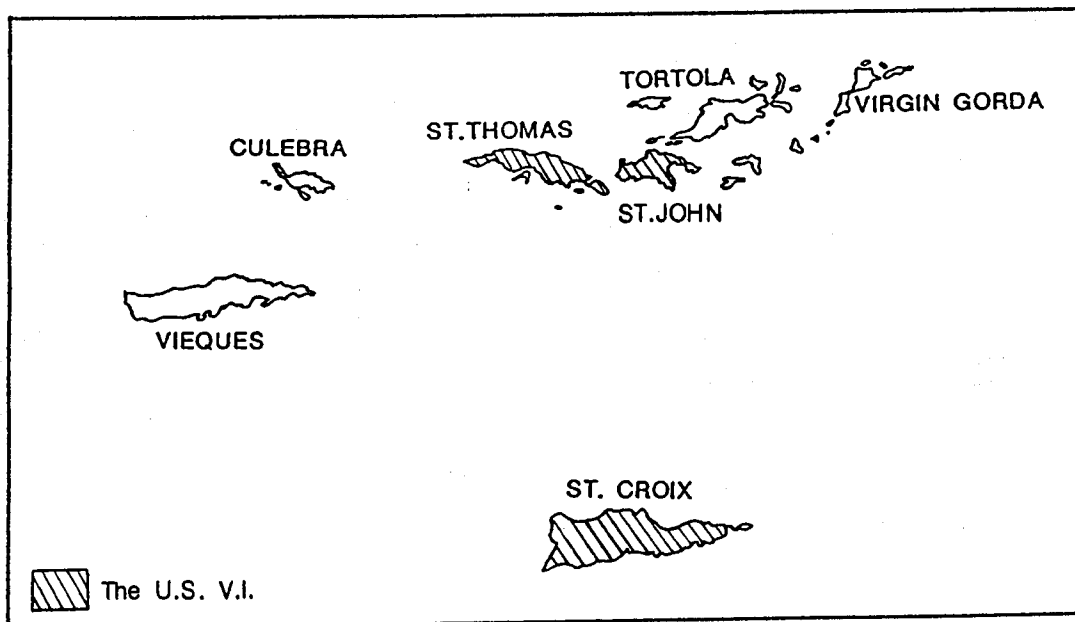 TORTOLA
VIRGIN GORDA
ST.THOMAS
CULEBRA
ST.JOHN
VIEQUES
ST. CROIX
The U.S. V.I.